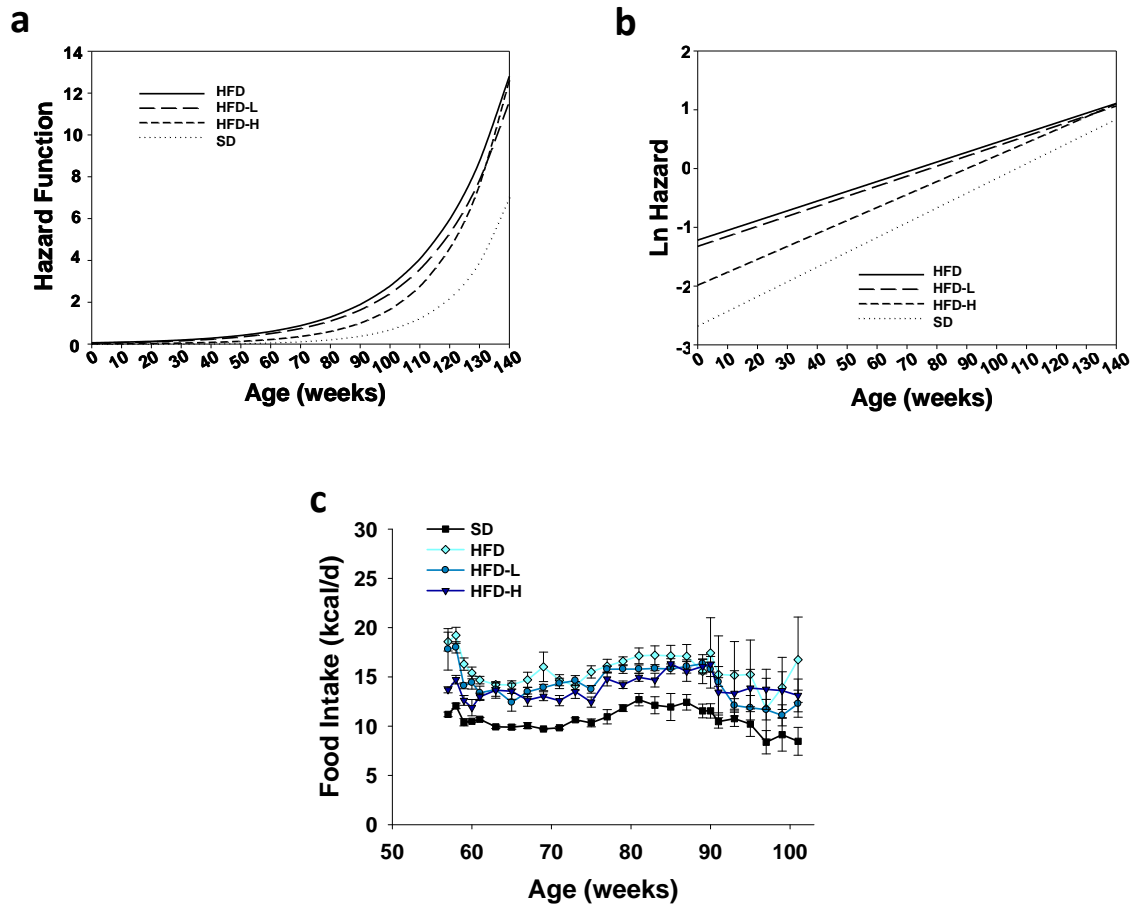 a
14
12
10
8
6
4
2
0
Hazard Function
HFD
HFD-L
HFD-H
SD
0 10 20 30 40 50 60 70 80 90 100 110 120 130 140
Age (weeks)
b
2
1
0
-1
-2
-3
Ln Hazard
HFD
HFD-L
HFD-H
SD
0 10 20 30 40 50 60 70 80 90 100 110 120 130 140
Age (weeks)
c
30
25
20
15
10
5
0
Food Intake (kcal/d)
SD
HFD
HFD-L
HFD-H
50 60 70 80 90 100
Age (weeks)